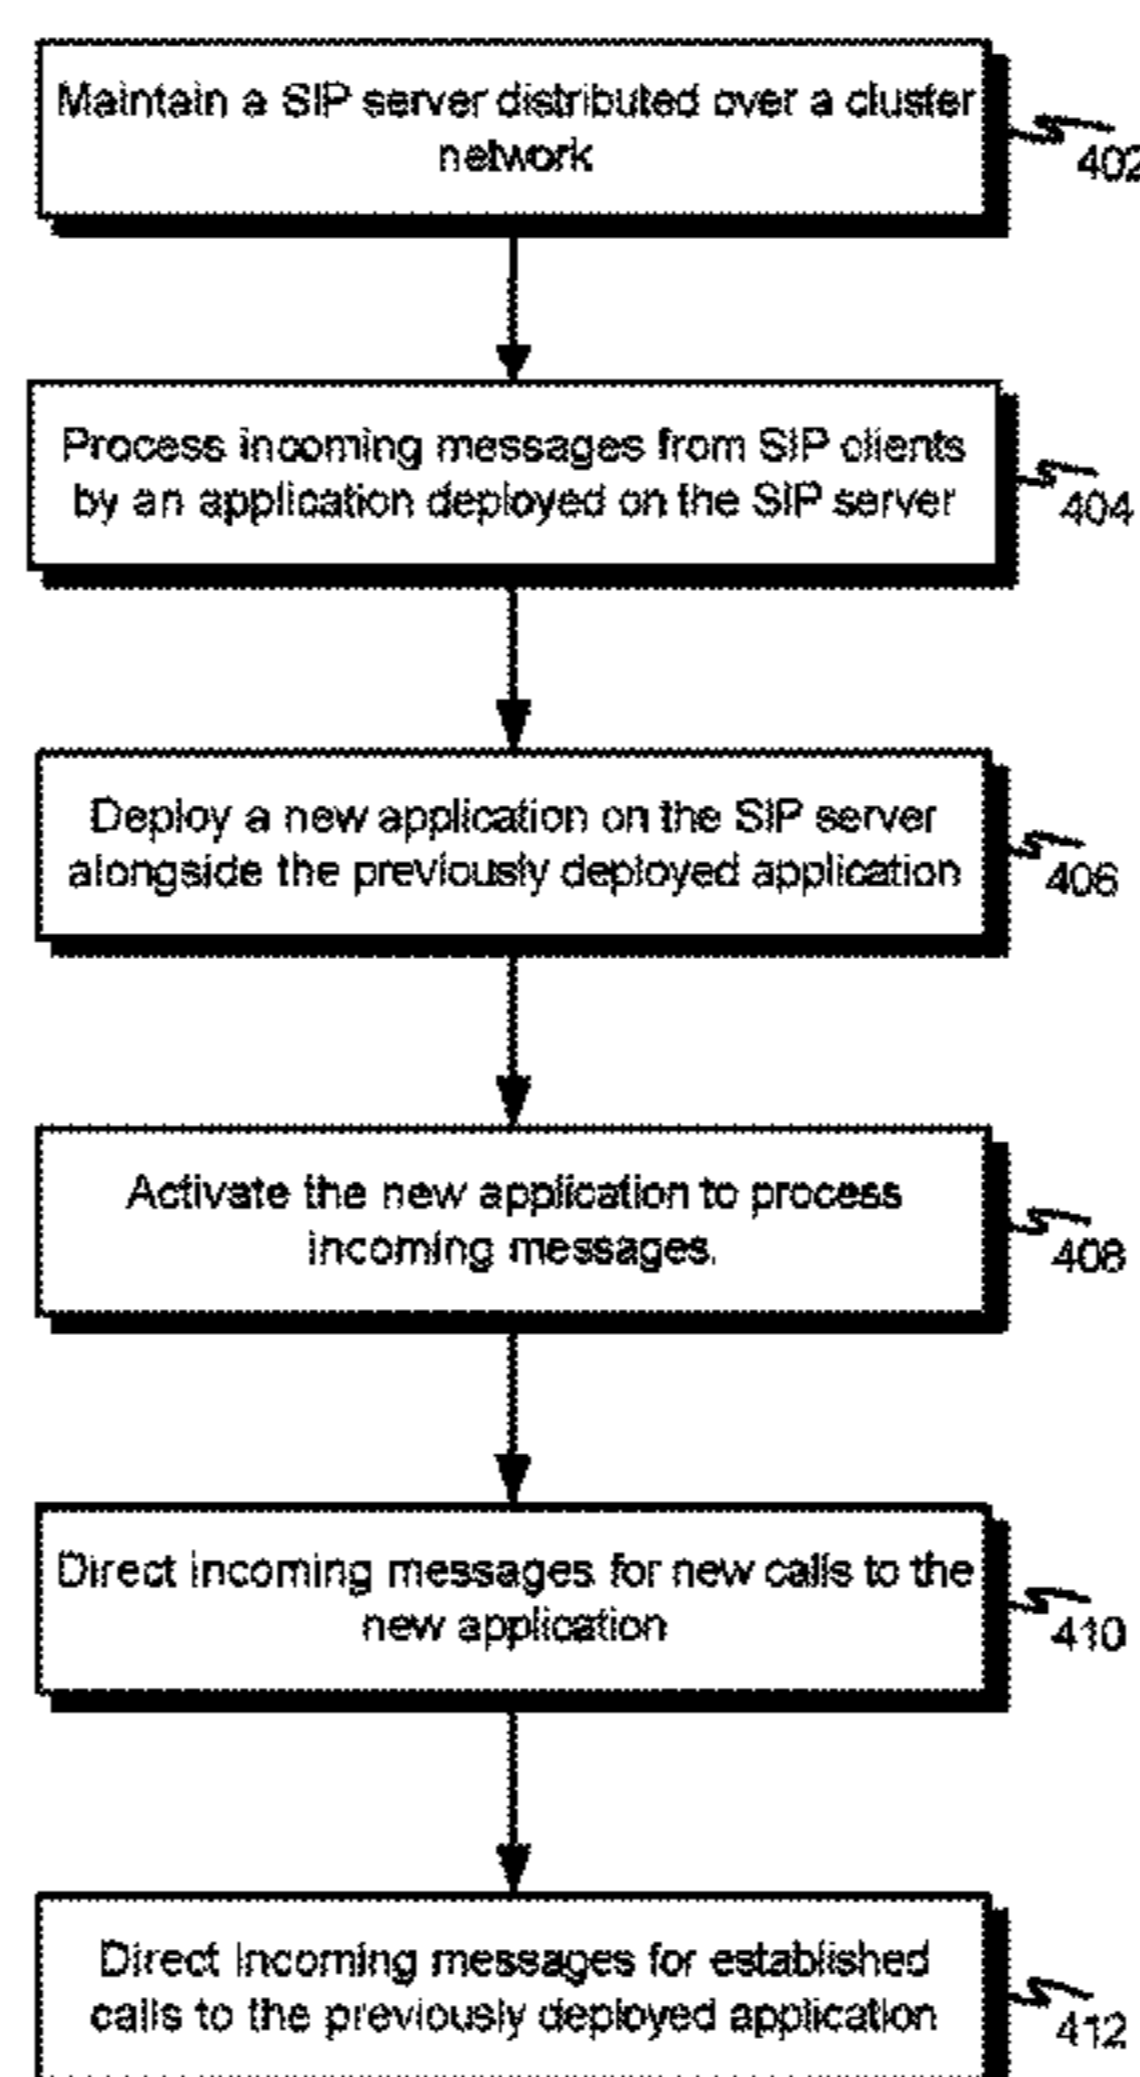 Maintain a SIP server distributed over a cluster
network
402
Process incoming messages from SIP clients
by an application deployed on the SIP server
404
Deploy a new application on the SIP server
alongside the previously deployed application
406
Activate the new application to process
incoming messages.
408
Direct incoming messages for new calls to the
new application
410
Direct incoming messages for established
calls to the previously deployed application
412